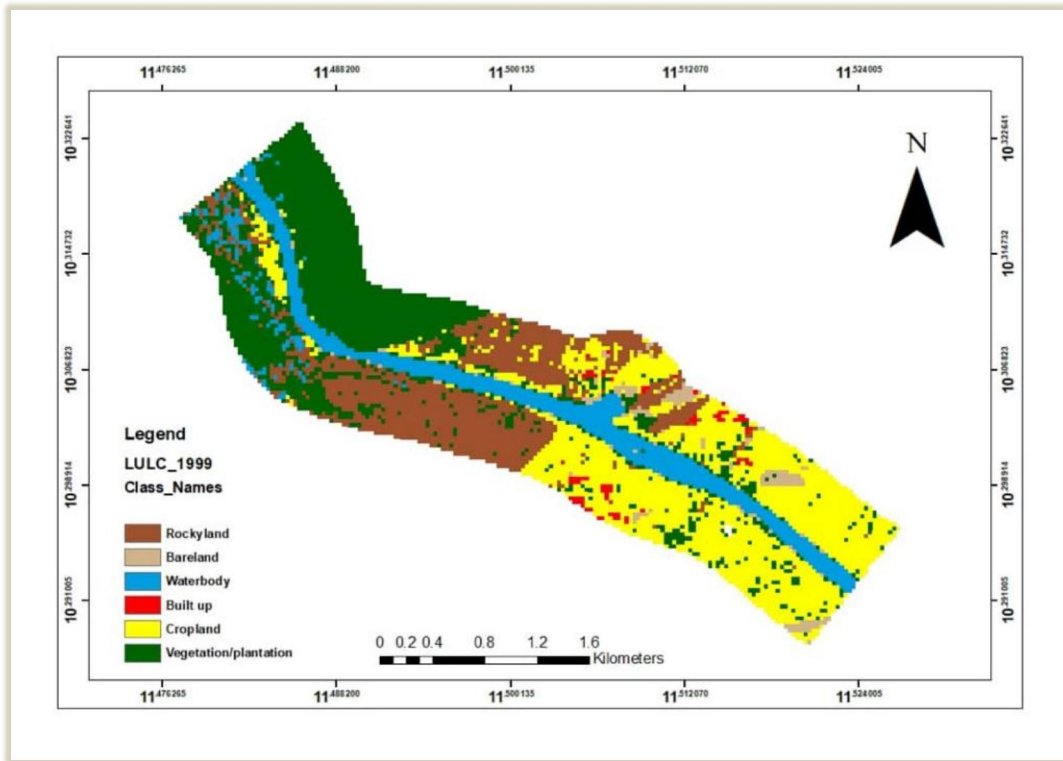 11.476265 11.488200 11.500135 11.512070 11.524005
10.322641 10.322641
N
10.314732 10.314732
10.306823 10.306823
Legend
LULC_1999
Class_Names
10.298914 10.298914
Rockyland
Bareland
Waterbody
Built up
Cropland
Vegetation/plantation
10.291005 10.291005
0 0.2 0.4 0.8 1.2 1.6
Kilometers
11.476265 11.488200 11.500135 11.512070 11.524005